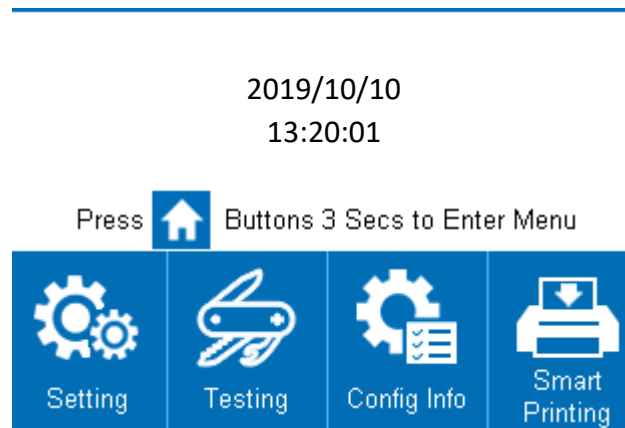 2019/10/10
13:20:01
Press Buttons 3 Secs to Enter Menu
Setting
Testing
Config Info
Smart
Printing